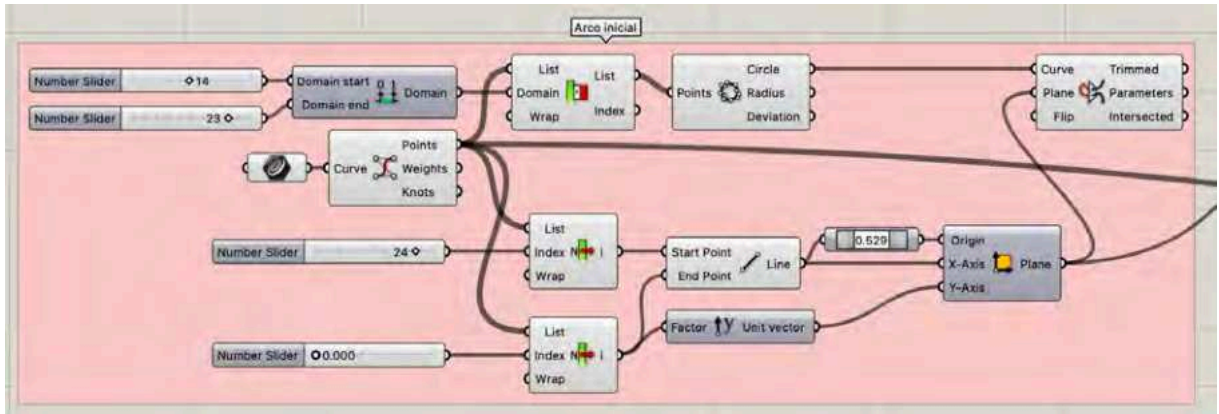 Arco inicial
Number Slider 14
Number Slider 23
Domain start
Domain end
Domain
List
Domain
Wrap
List
Index
Points
Circle
Radius
Deviation
Curve
Plane
Flip
Trimmed
Parameters
Intersected
Curve
Points
Weights
Knots
Number Slider 24
List
Index
Wrap
N
i
Start Point
End Point
Line
0.529
Origin
X-Axis
Y-Axis
Plane
Number Slider 0.000
List
Index
Wrap
N
i
Factor
Y
Unit vector